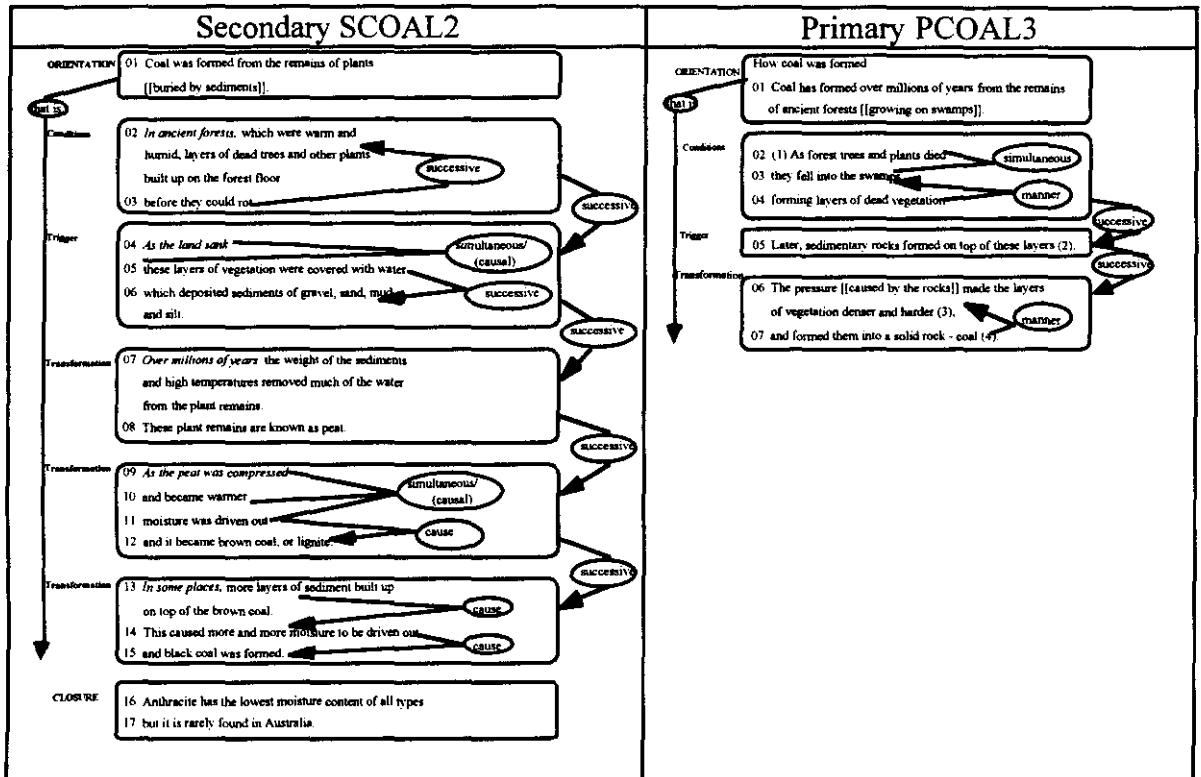 Secondary SCOAL2
ORIENTATION
01 Coal was formed from the remains of plants
[[buried by sediments]].
that is
Condition
02 In ancient forests, which were warm and
humid, layers of dead trees and other plants
built up on the forest floor
03 before they could rot
successive
successive
Trigger
04 As the land sank
05 these layers of vegetation were covered with water
06 which deposited sediments of gravel, sand, mud
and silt.
simultaneous/
(causal)
successive
successive
Transformation
07 Over millions of years the weight of the sediments
and high temperatures removed much of the water
from the plant remains.
08 These plant remains are known as peat.
successive
Transformation
09 As the peat was compressed
10 and became warmer
11 moisture was driven out
12 and it became brown coal, or lignite.
simultaneous/
(causal)
cause
successive
Transformation
13 In some places, more layers of sediment built up
on top of the brown coal.
14 This caused more and more moisture to be driven out
15 and black coal was formed.
cause
cause
CLOSURE
16 Anthracite has the lowest moisture content of all types
17 but it is rarely found in Australia.
Primary PCOAL3
ORIENTATION
How coal was formed
01 Coal has formed over millions of years from the remains
of ancient forests [[growing on swamps]].
that is
Conditions
02 (1) As forest trees and plants died
03 they fell into the swamps
04 forming layers of dead vegetation
simultaneous
manner
successive
Trigger
05 Later, sedimentary rocks formed on top of these layers (2).
successive
Transformation
06 The pressure [[caused by the rocks]] made the layers
of vegetation denser and harder (3),
07 and formed them into a solid rock - coal (4).
manner